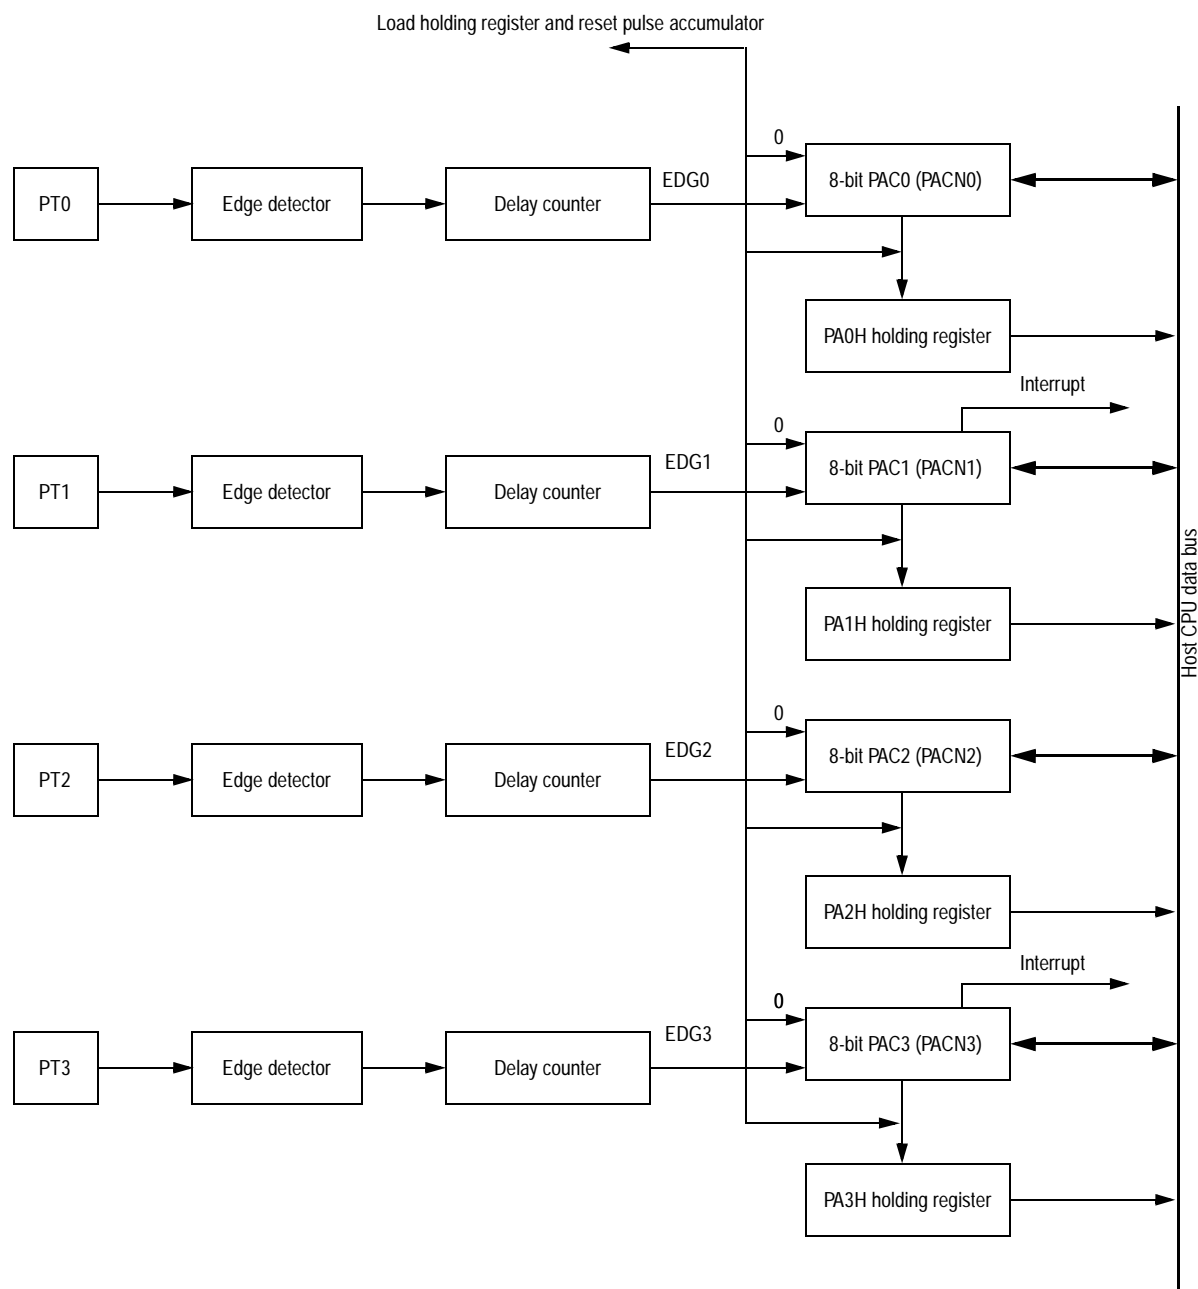 Load holding register and reset pulse accumulator
0
8-bit PAC0 (PACN0)
EDG0
PT0
Edge detector
Delay counter
PA0H holding register
Interrupt
0
8-bit PAC1 (PACN1)
EDG1
PT1
Edge detector
Delay counter
Host CPU data bus
PA1H holding register
0
8-bit PAC2 (PACN2)
EDG2
PT2
Edge detector
Delay counter
PA2H holding register
Interrupt
0
8-bit PAC3 (PACN3)
EDG3
PT3
Edge detector
Delay counter
PA3H holding register